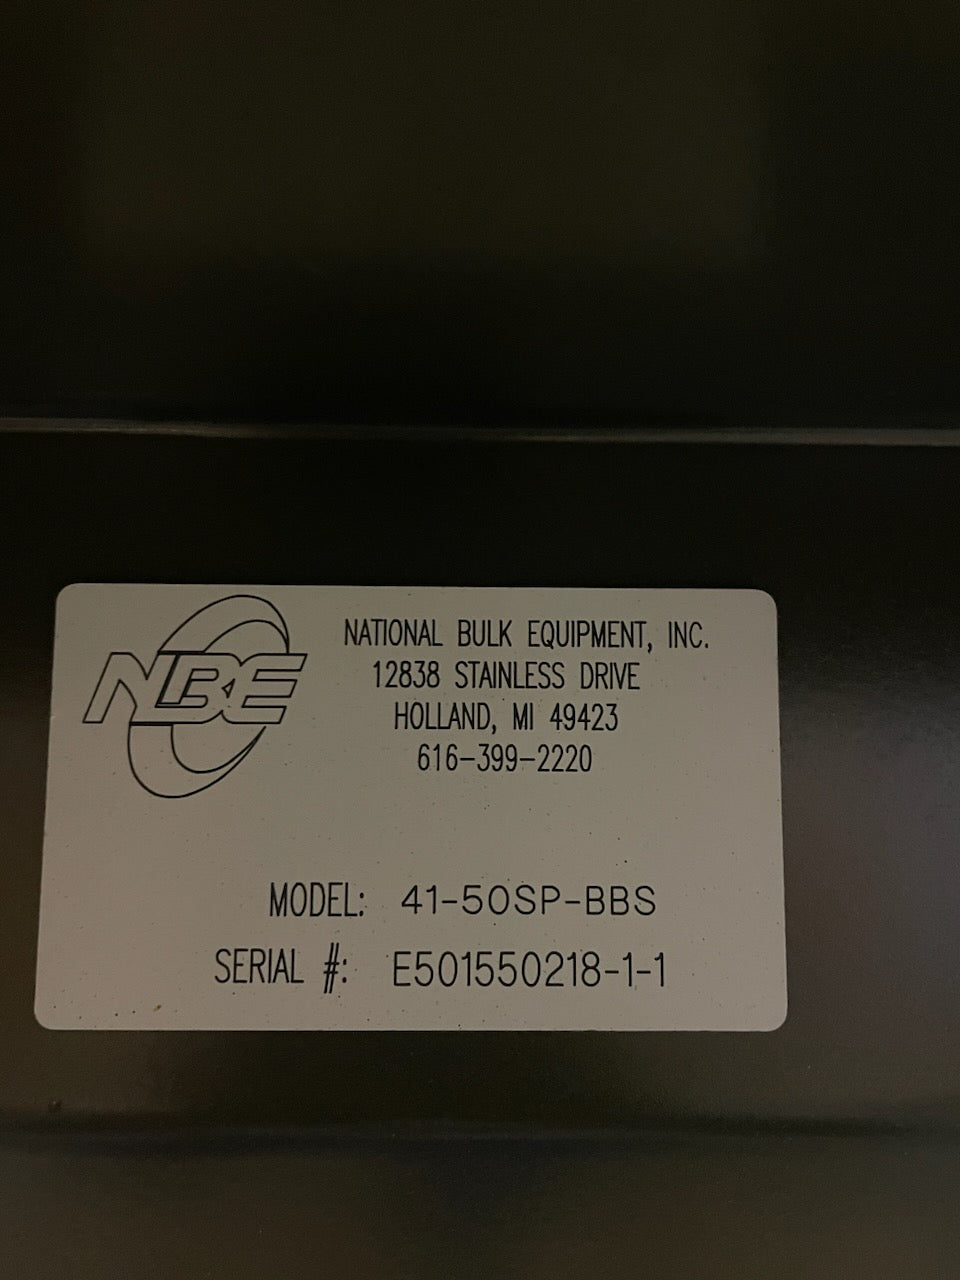 NBE
NATIONAL BULK EQUIPMENT, INC.
12838 STAINLESS DRIVE
HOLLAND, MI 49423
616-399-2220
MODEL: 41-50SP-BBS
SERIAL #: E501550218-1-1